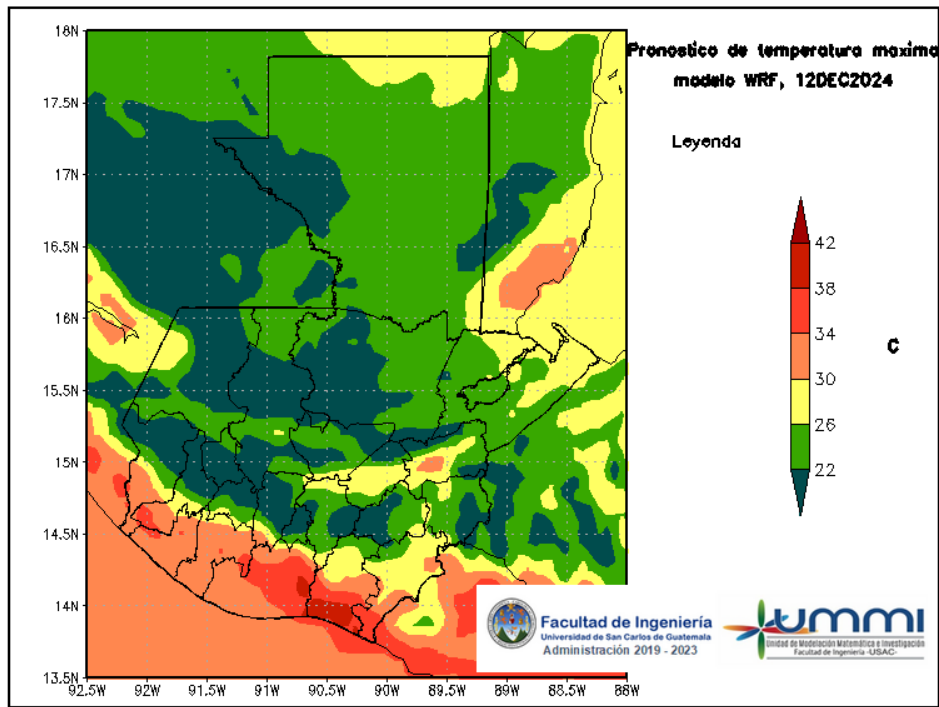 Pronostico de temperatura maxima
modelo WRF, 12DEC2024
Leyenda
42
38
34
30
26
22
C
18N
17.5N
17N
16.5N
16N
15.5N
15N
14.5N
14N
13.5N
92.5W 92W 91.5W 91W 90.5W 90W 89.5W 89W 88.5W 88W
Facultad de Ingeniería
Universidad de San Carlos de Guatemala
Administración 2019 - 2023
ummi
Unidad de Modelación Matemática e Investigación
Facultad de Ingeniería -USAC-